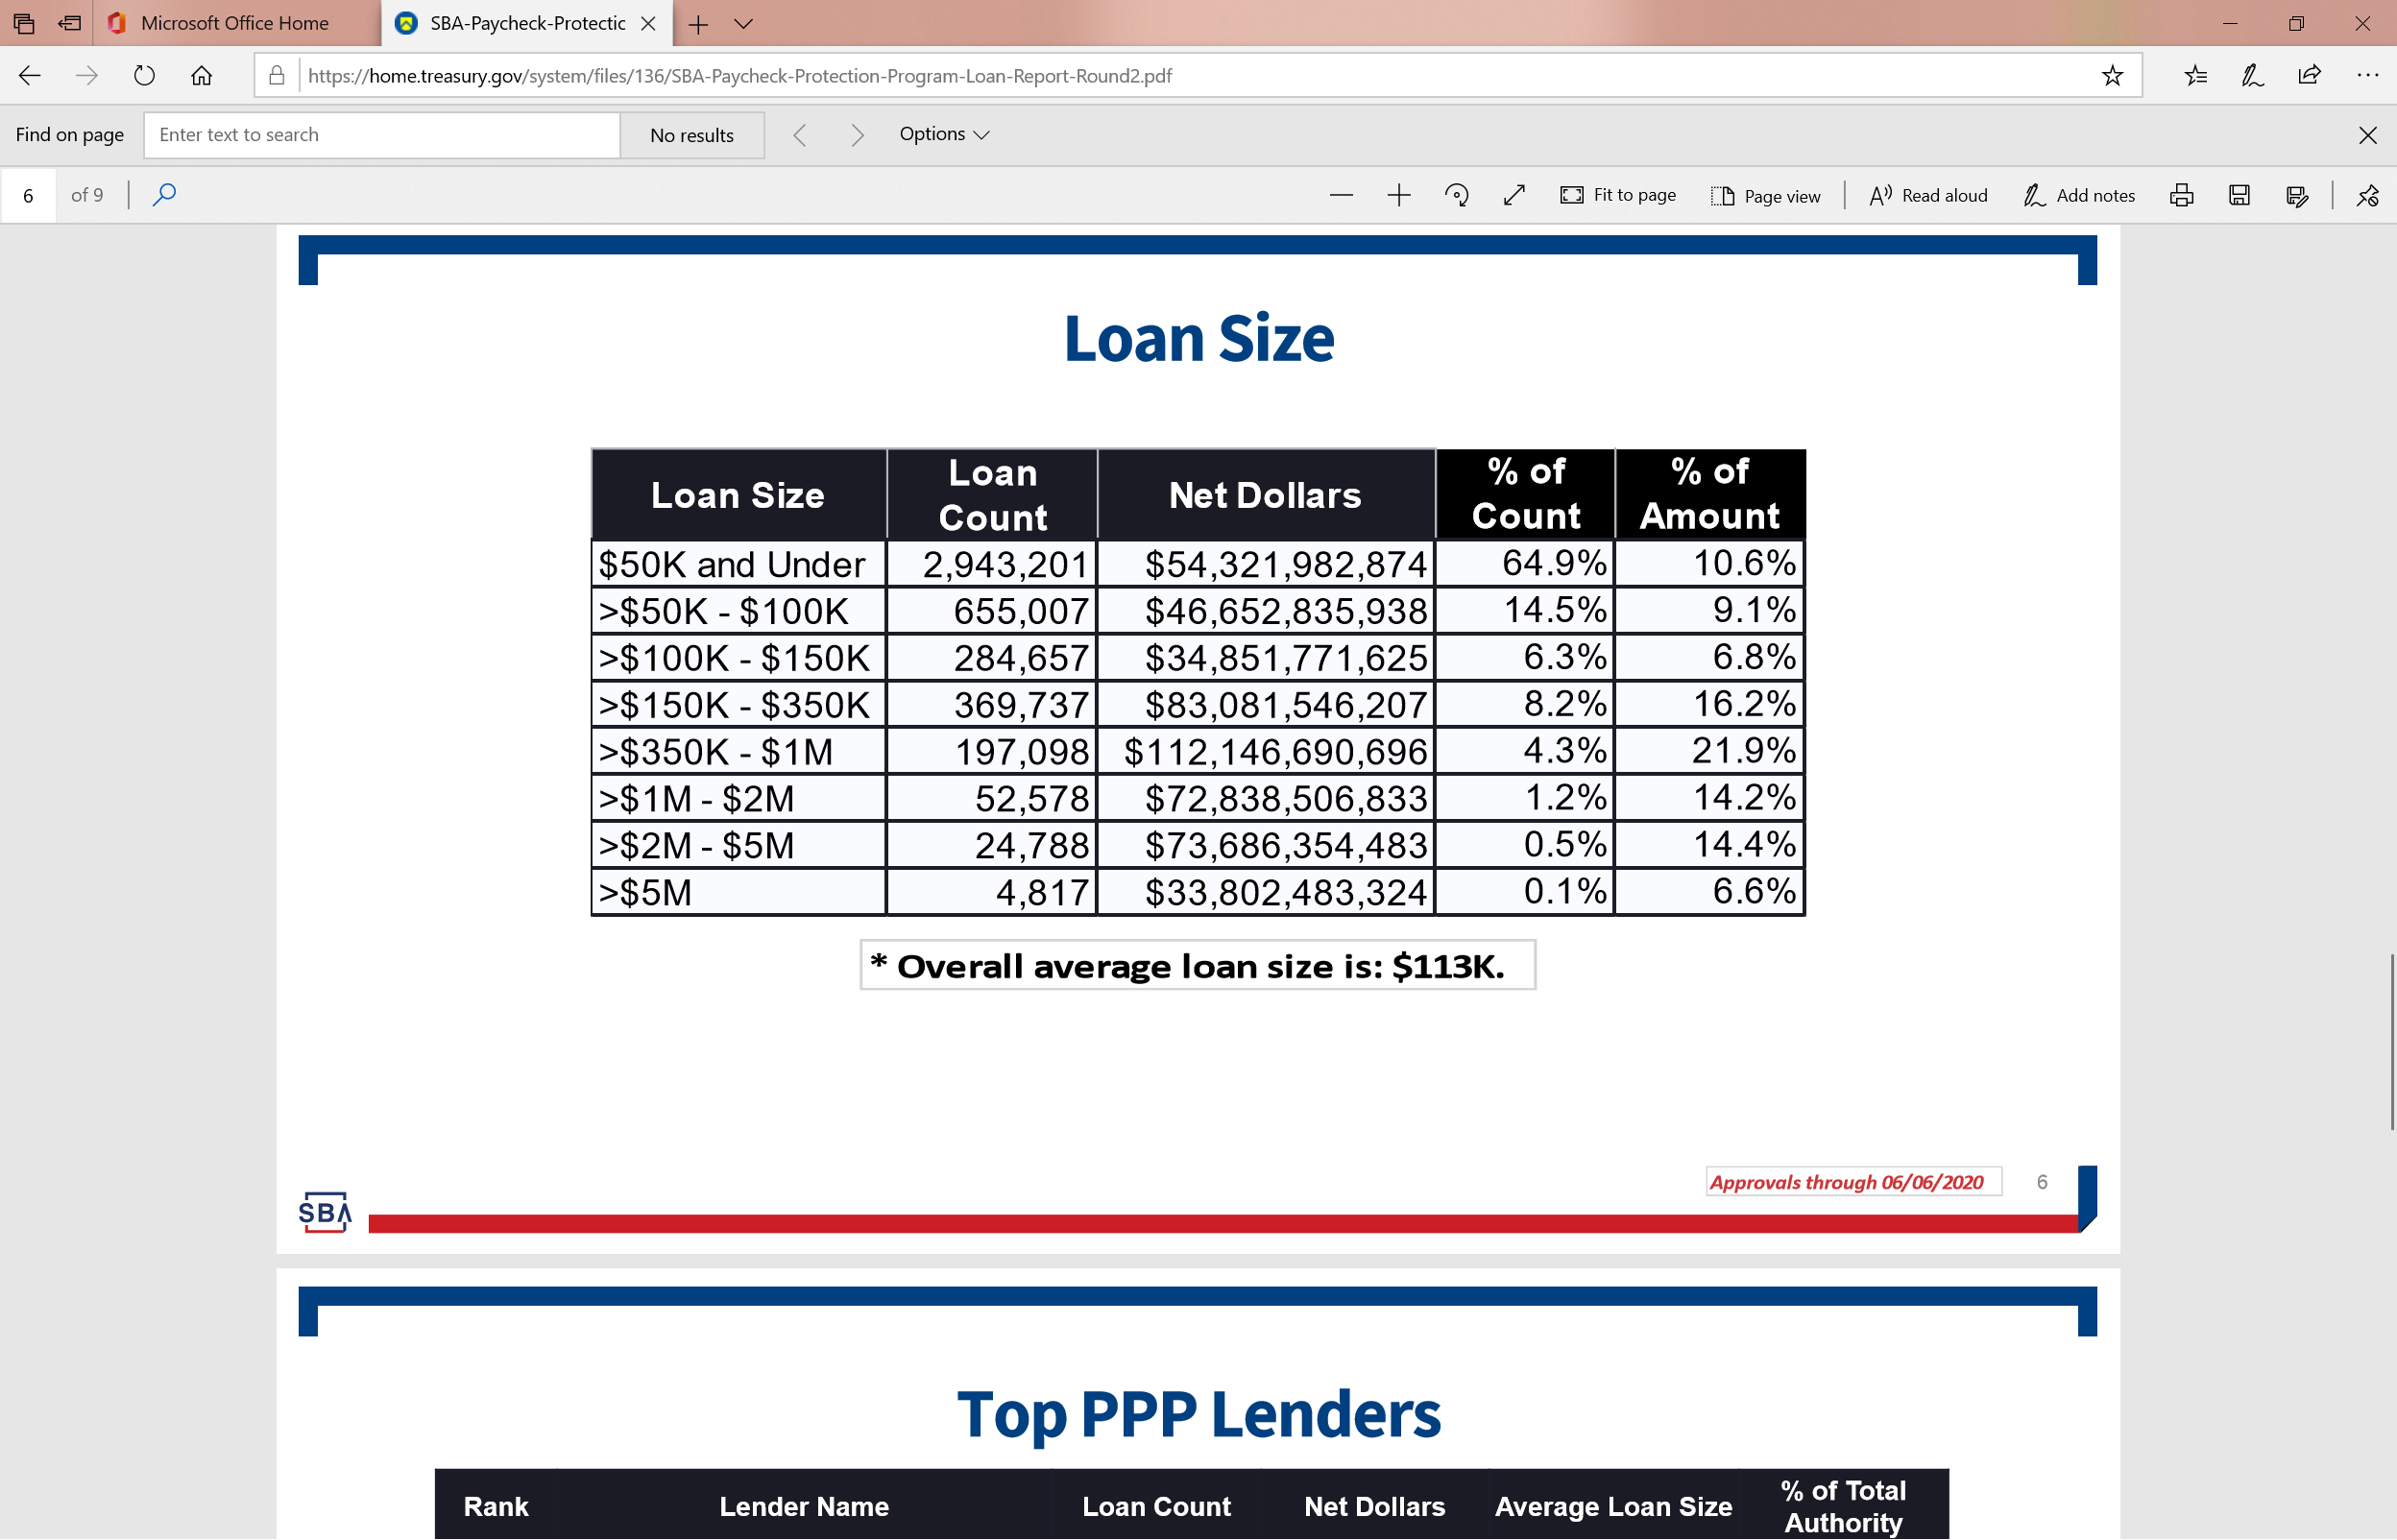 Microsoft Office Home
SBA-Paycheck-Protectic
https://home.treasury.gov/system/files/136/SBA-Paycheck-Protection-Program-Loan-Report-Round2.pdf
Find on page
Enter text to search
No results
Options
6 of 9
Fit to page
Page view
Read aloud
Add notes
Loan Size
Loan Size Loan Count Net Dollars % of Count % of Amount
$50K and Under 2,943,201 $54,321,982,874 64.9% 10.6%
>$50K - $100K 655,007 $46,652,835,938 14.5% 9.1%
>$100K - $150K 284,657 $34,851,771,625 6.3% 6.8%
>$150K - $350K 369,737 $83,081,546,207 8.2% 16.2%
>$350K - $1M 197,098 $112,146,690,696 4.3% 21.9%
>$1M - $2M 52,578 $72,838,506,833 1.2% 14.2%
>$2M - $5M 24,788 $73,686,354,483 0.5% 14.4%
>$5M 4,817 $33,802,483,324 0.1% 6.6%
* Overall average loan size is: $113K.
Approvals through 06/06/2020
6
SBA
Top PPP Lenders
Rank Lender Name Loan Count Net Dollars Average Loan Size % of Total Authority